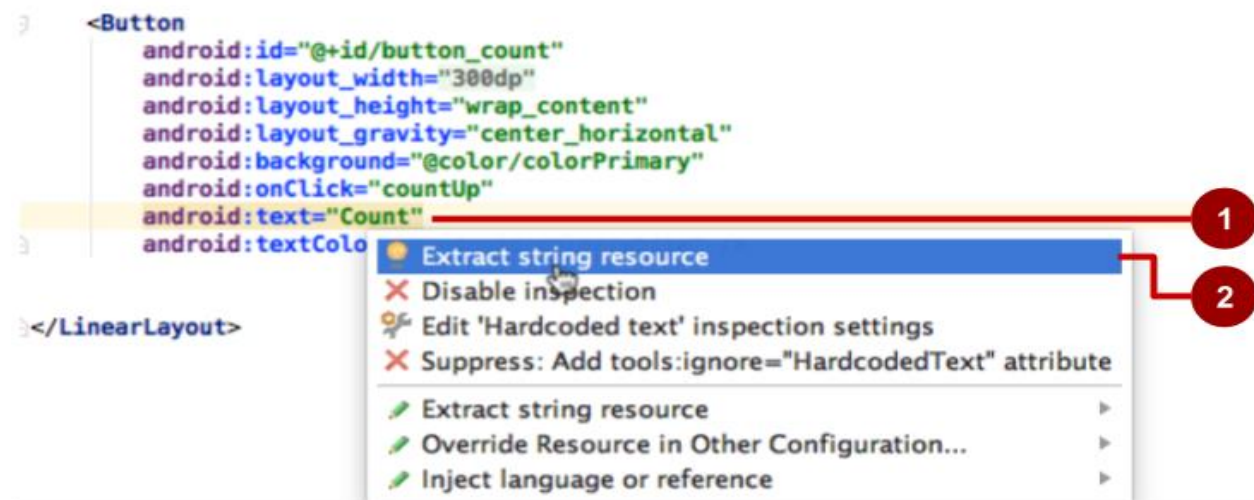 <Button
android:id="@+id/button_count"
android:layout_width="300dp"
android:layout_height="wrap_content"
android:layout_gravity="center_horizontal"
android:background="@color/colorPrimary"
android:onClick="countUp"
android:text="Count"
1
android:textColo
Extract string resource
2
Disable inspection
Edit 'Hardcoded text' inspection settings
</LinearLayout>
Suppress: Add tools:ignore="HardcodedText" attribute
Extract string resource
Override Resource in Other Configuration...
Inject language or reference